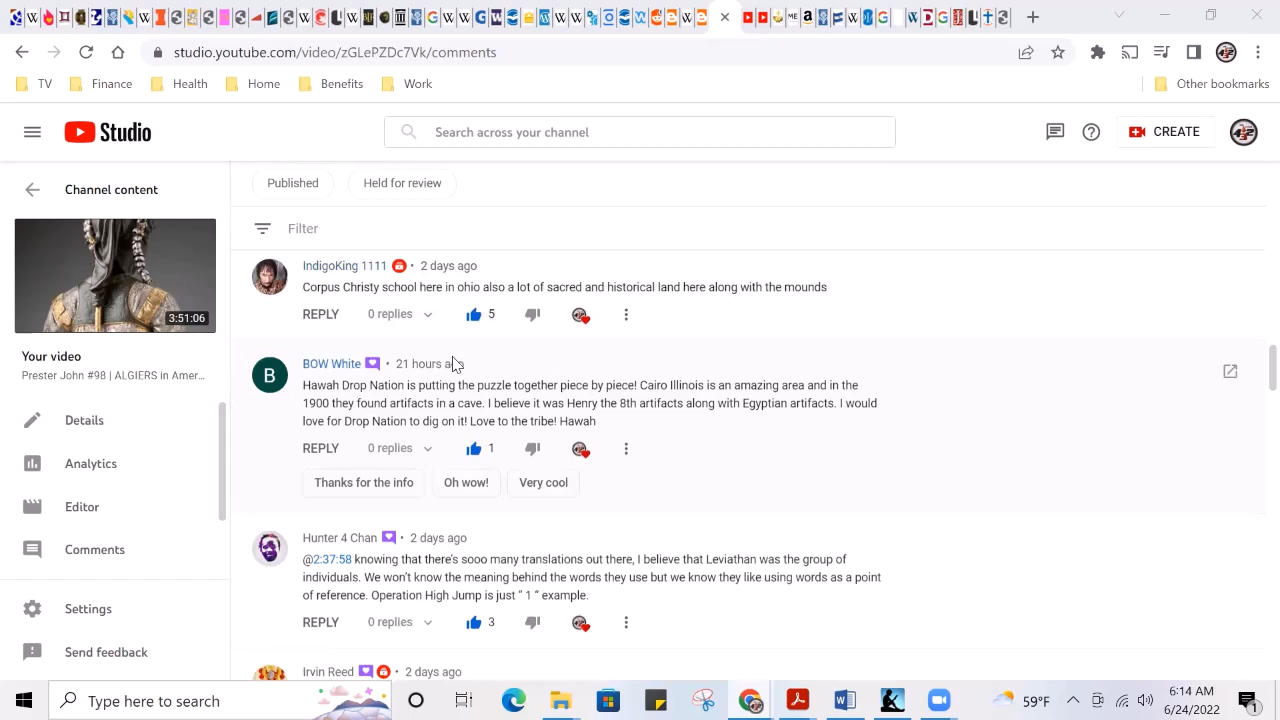 studio.youtube.com/video/zGLePZDc7Vk/comments
TV
Finance
Health
Home
Benefits
Work
Other bookmarks
Studio
Search across your channel
CREATE
Channel content
3:51:06
Your video
Prester John #98 | ALGIERS in Amer...
Details
Analytics
Editor
Comments
Settings
Send feedback
Published
Held for review
Filter
IndigoKing 1111 • 2 days ago
Corpus Christy school here in ohio also a lot of sacred and historical land here along with the mounds
REPLY 0 replies 5
B
BOW White • 21 hours ago
Hawah Drop Nation is putting the puzzle together piece by piece! Cairo Illinois is an amazing area and in the
1900 they found artifacts in a cave. I believe it was Henry the 8th artifacts along with Egyptian artifacts. I would
love for Drop Nation to dig on it! Love to the tribe! Hawah
REPLY 0 replies 1
Thanks for the info
Oh wow!
Very cool
Hunter 4 Chan • 2 days ago
@2:37:58 knowing that there's sooo many translations out there, I believe that Leviathan was the group of
individuals. We won't know the meaning behind the words they use but we know they like using words as a point
of reference. Operation High Jump is just " 1 " example.
REPLY 0 replies 3
Irvin Reed • 2 days ago
Type here to search
59°F
6:14 AM
6/24/2022
1